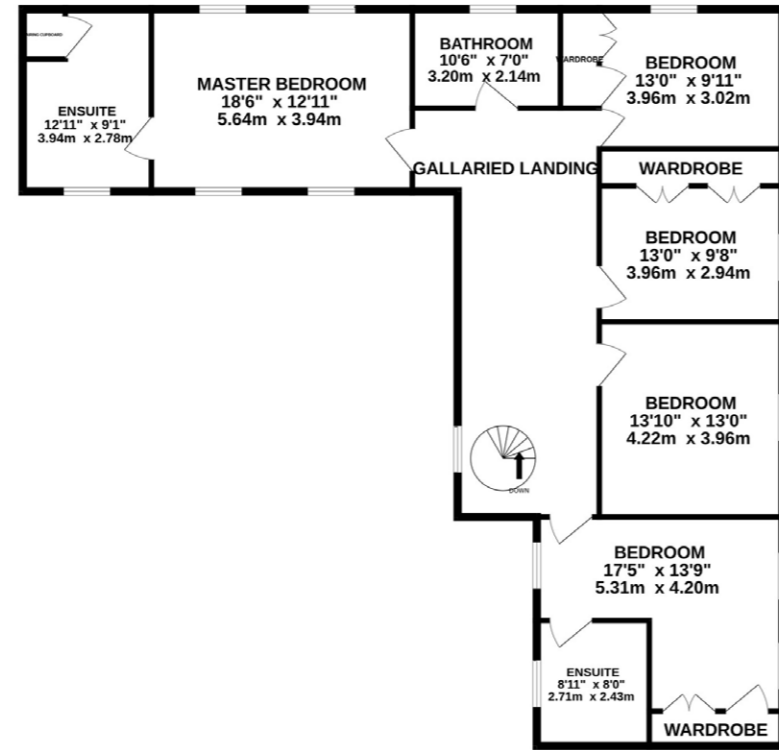 AIRING CUPBOARD
ENSUITE
12'11" x 9'1"
3.94m x 2.78m
MASTER BEDROOM
18'6" x 12'11"
5.64m x 3.94m
BATHROOM
10'6" x 7'0"
3.20m x 2.14m
WARDROBE
BEDROOM
13'0" x 9'11"
3.96m x 3.02m
GALLARIED LANDING
WARDROBE
BEDROOM
13'0" x 9'8"
3.96m x 2.94m
BEDROOM
13'10" x 13'0"
4.22m x 3.96m
DOWN
BEDROOM
17'5" x 13'9"
5.31m x 4.20m
ENSUITE
8'11" x 8'0"
2.71m x 2.43m
WARDROBE